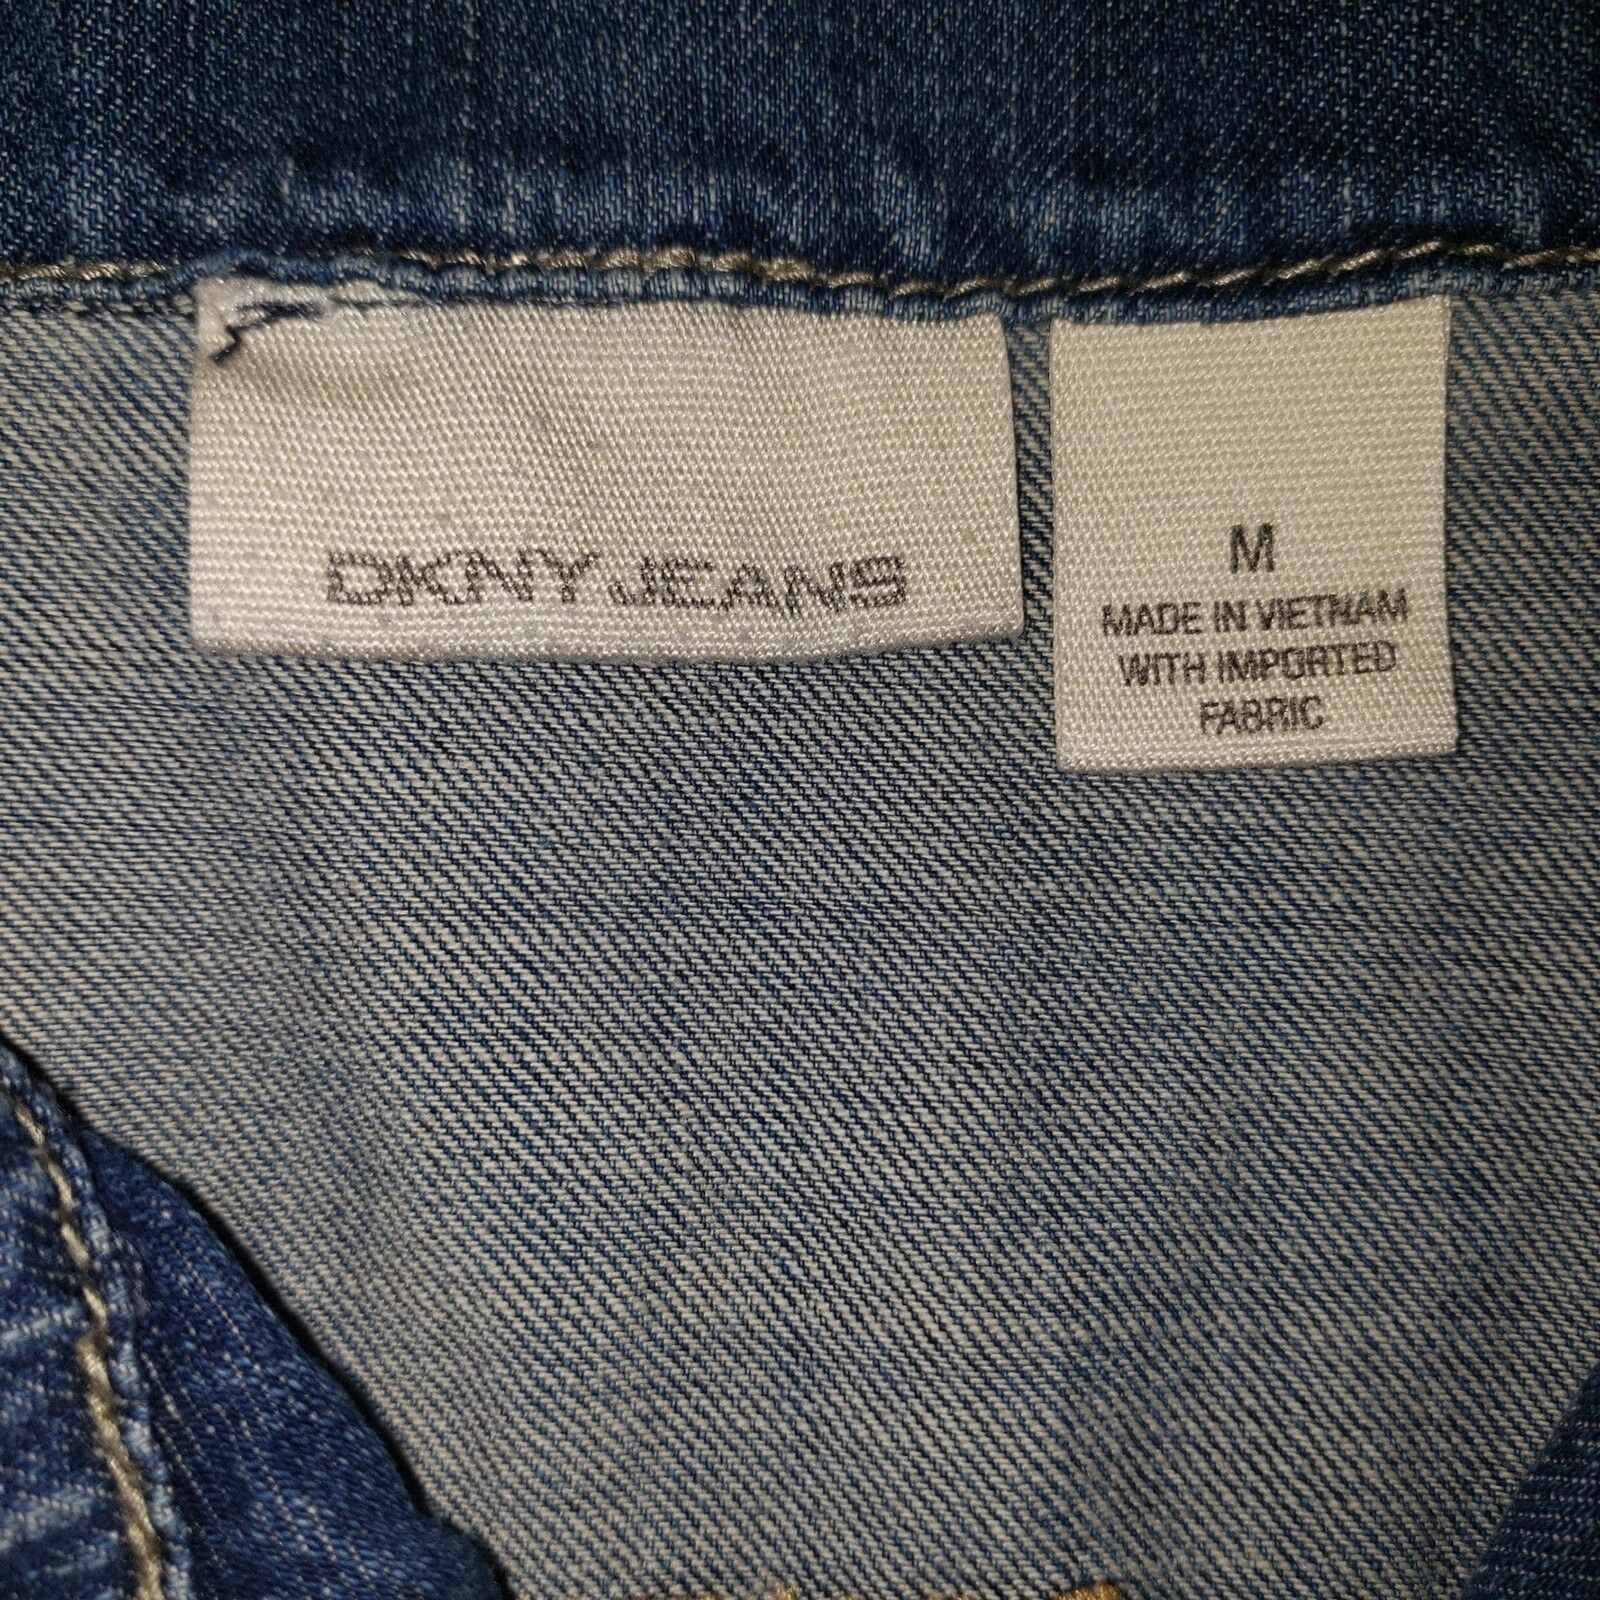 DKNY JEANS
M
MADE IN VIETNAM
WITH IMPORTED
FABRIC